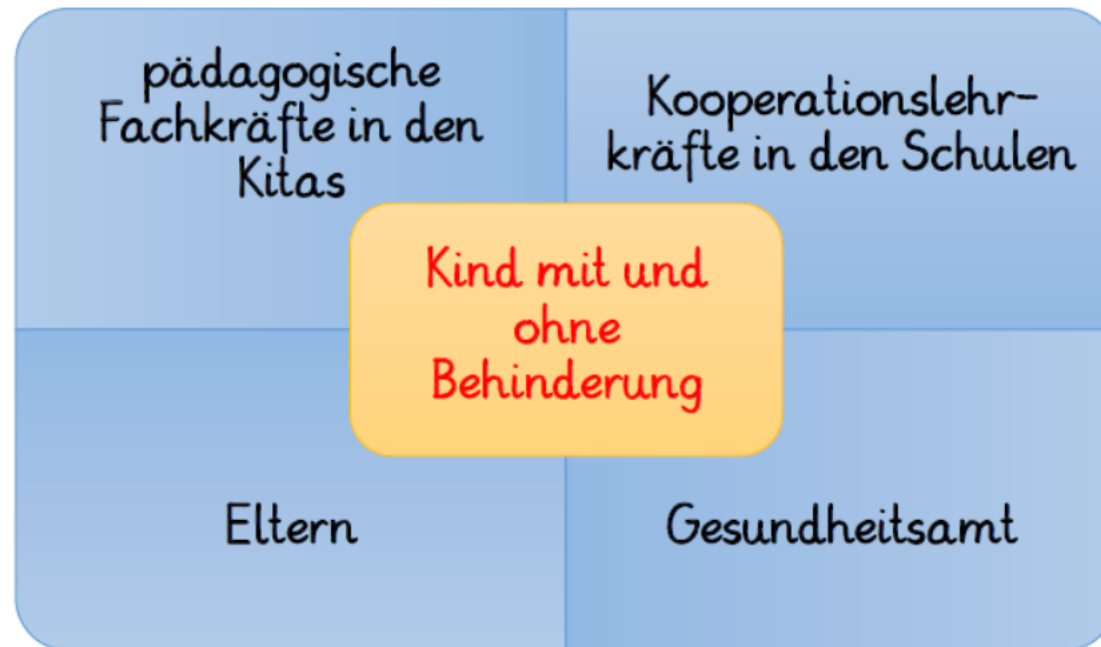 pädagogische
Fachkräfte in den
Kitas
Kooperationslehr-
kräfte in den Schulen
Kind mit und
ohne
Behinderung
Eltern
Gesundheitsamt